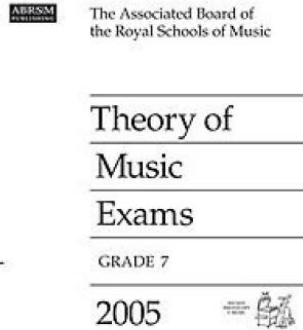 ABRSM
PUBLISHING
The Associated Board of
the Royal Schools of Music
Theory of
Music
Exams
GRADE 7
2005